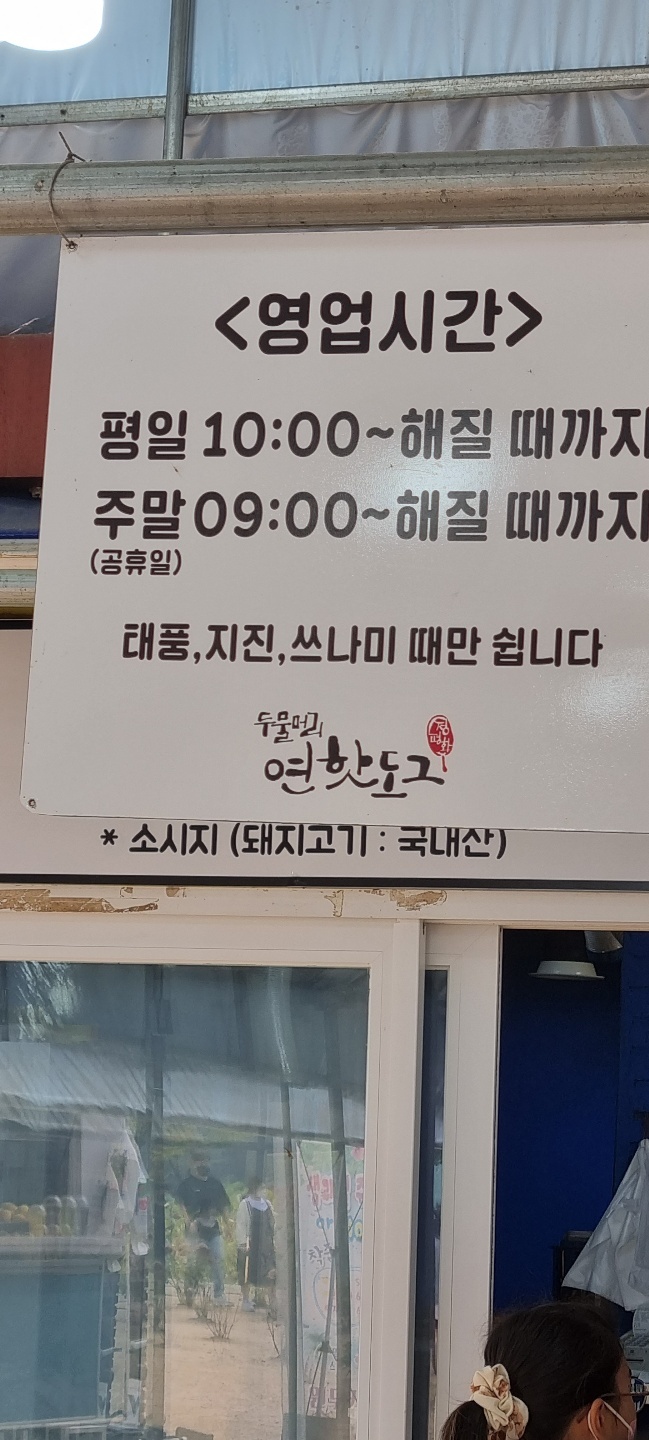 <영업시간>
평일 10:00~해질 때까지
주말 09:00~해질 때까지
(공휴일)
태풍,지진,쓰나미 때만 쉽니다
두물머리
연핫도그
* 소시지 (돼지고기 : 국내산)